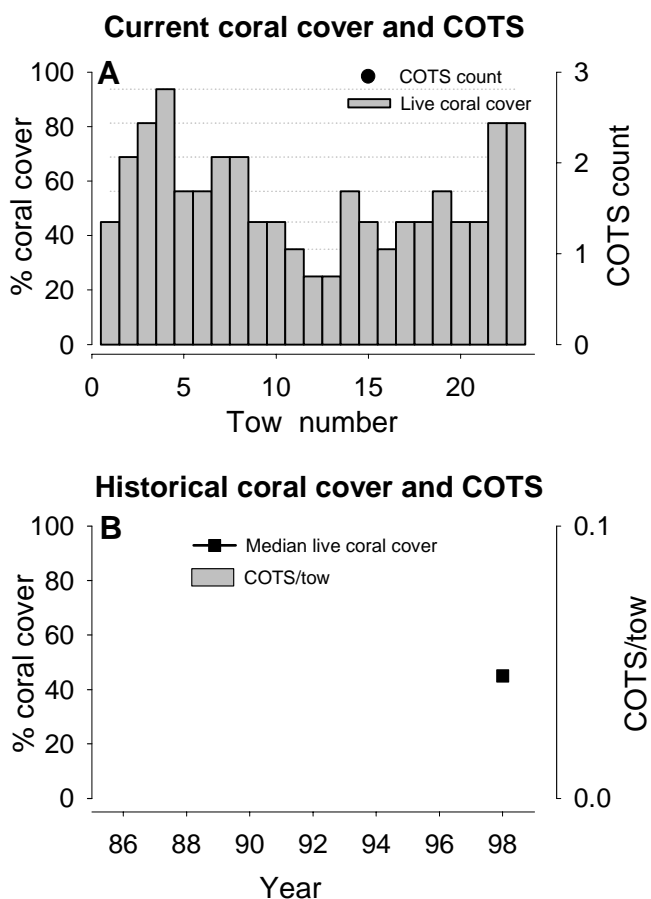 Current coral cover and COTS
A
COTS count
Live coral cover
100
80
60
40
20
0
% coral cover
3
2
1
0
COTS count
0 5 10 15 20
Tow number
Historical coral cover and COTS
B
Median live coral cover
COTS/tow
100
80
60
40
20
0
% coral cover
0.1
0.0
COTS/tow
86 88 90 92 94 96 98
Year